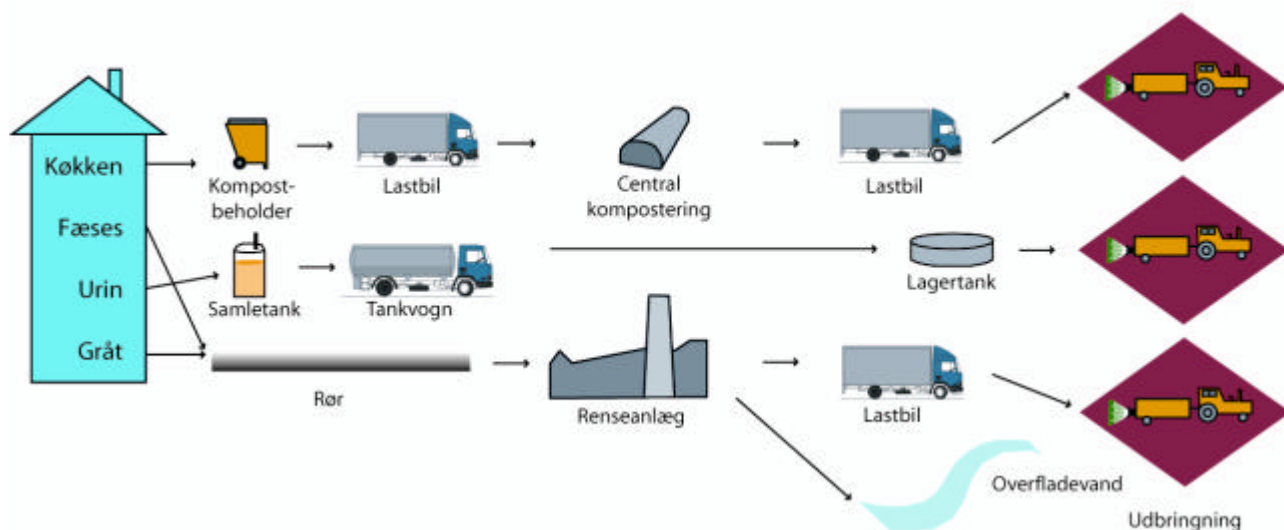 Køkken
Fæses
Urin
Gråt
Kompost-
beholder
Lastbil
Central
kompostering
Lastbil
Samletank
Tankvogn
Lagertank
Rør
Renseanlæg
Lastbil
Overfladevand
Udbringning